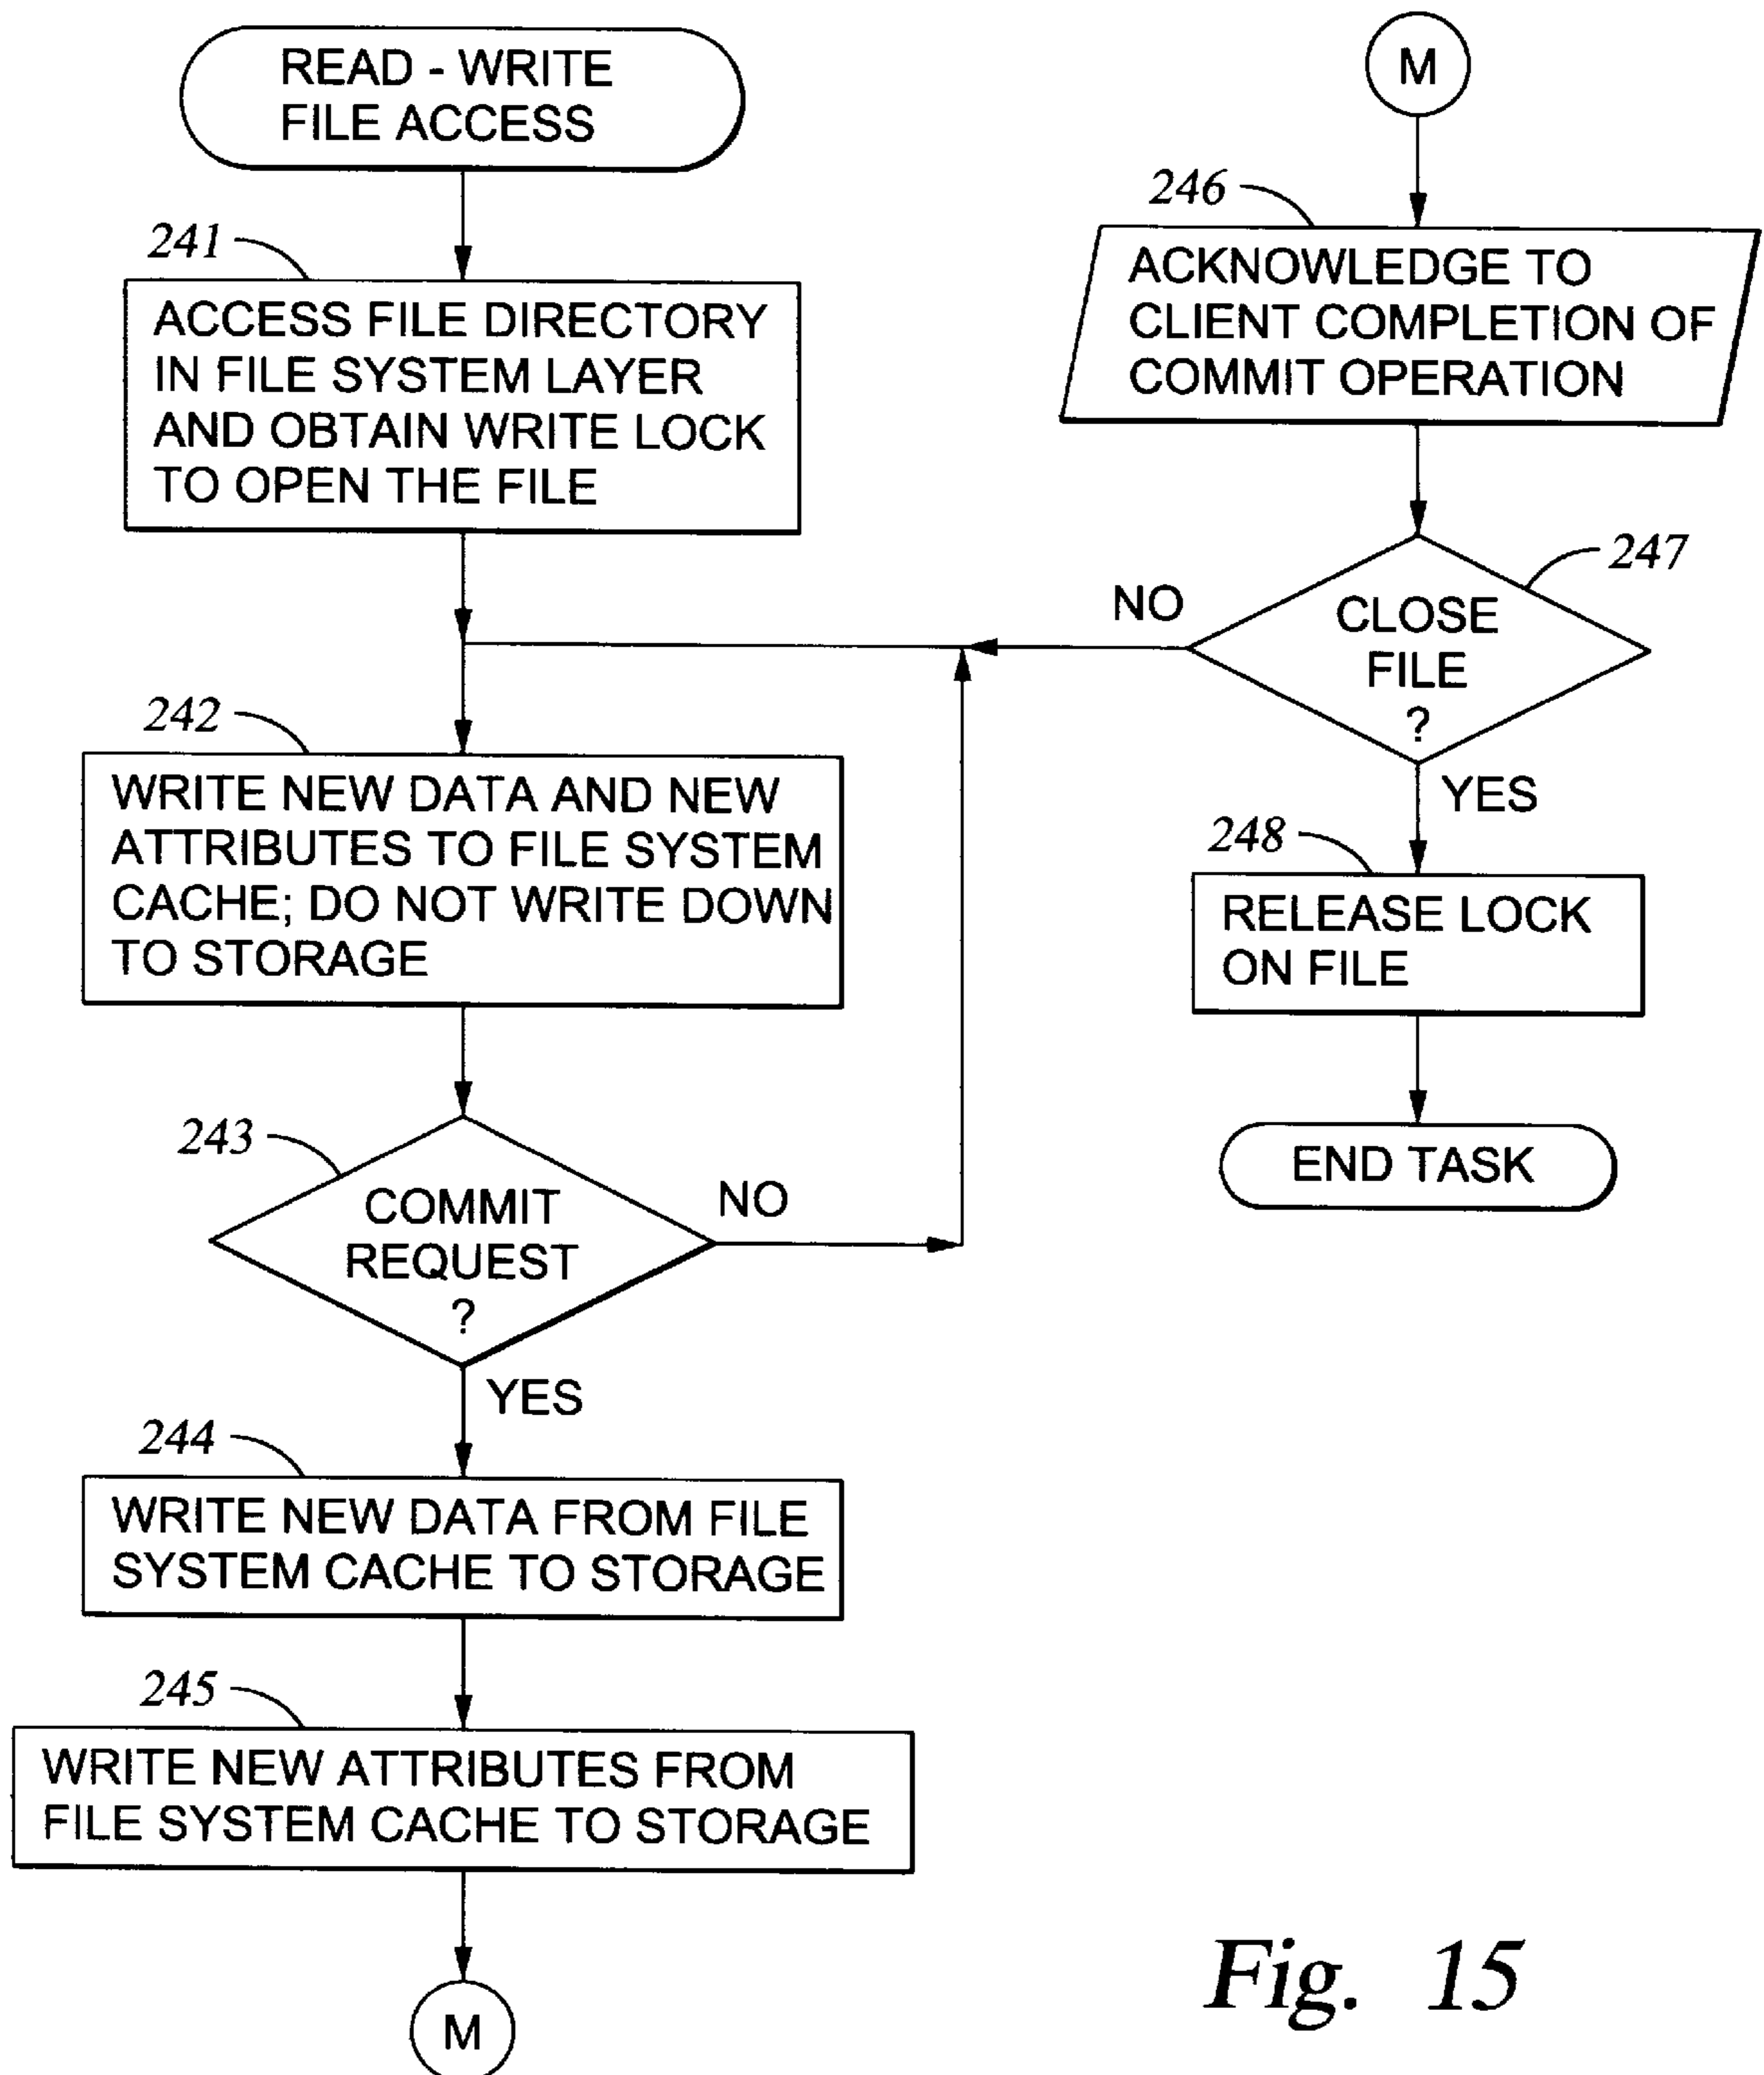 READ - WRITE
FILE ACCESS
241
ACCESS FILE DIRECTORY
IN FILE SYSTEM LAYER
AND OBTAIN WRITE LOCK
TO OPEN THE FILE
242
WRITE NEW DATA AND NEW
ATTRIBUTES TO FILE SYSTEM
CACHE; DO NOT WRITE DOWN
TO STORAGE
243
COMMIT
REQUEST
?
NO
YES
244
WRITE NEW DATA FROM FILE
SYSTEM CACHE TO STORAGE
245
WRITE NEW ATTRIBUTES FROM
FILE SYSTEM CACHE TO STORAGE
M
M
246
ACKNOWLEDGE TO
CLIENT COMPLETION OF
COMMIT OPERATION
247
CLOSE
FILE
?
NO
YES
248
RELEASE LOCK
ON FILE
END TASK
Fig. 15